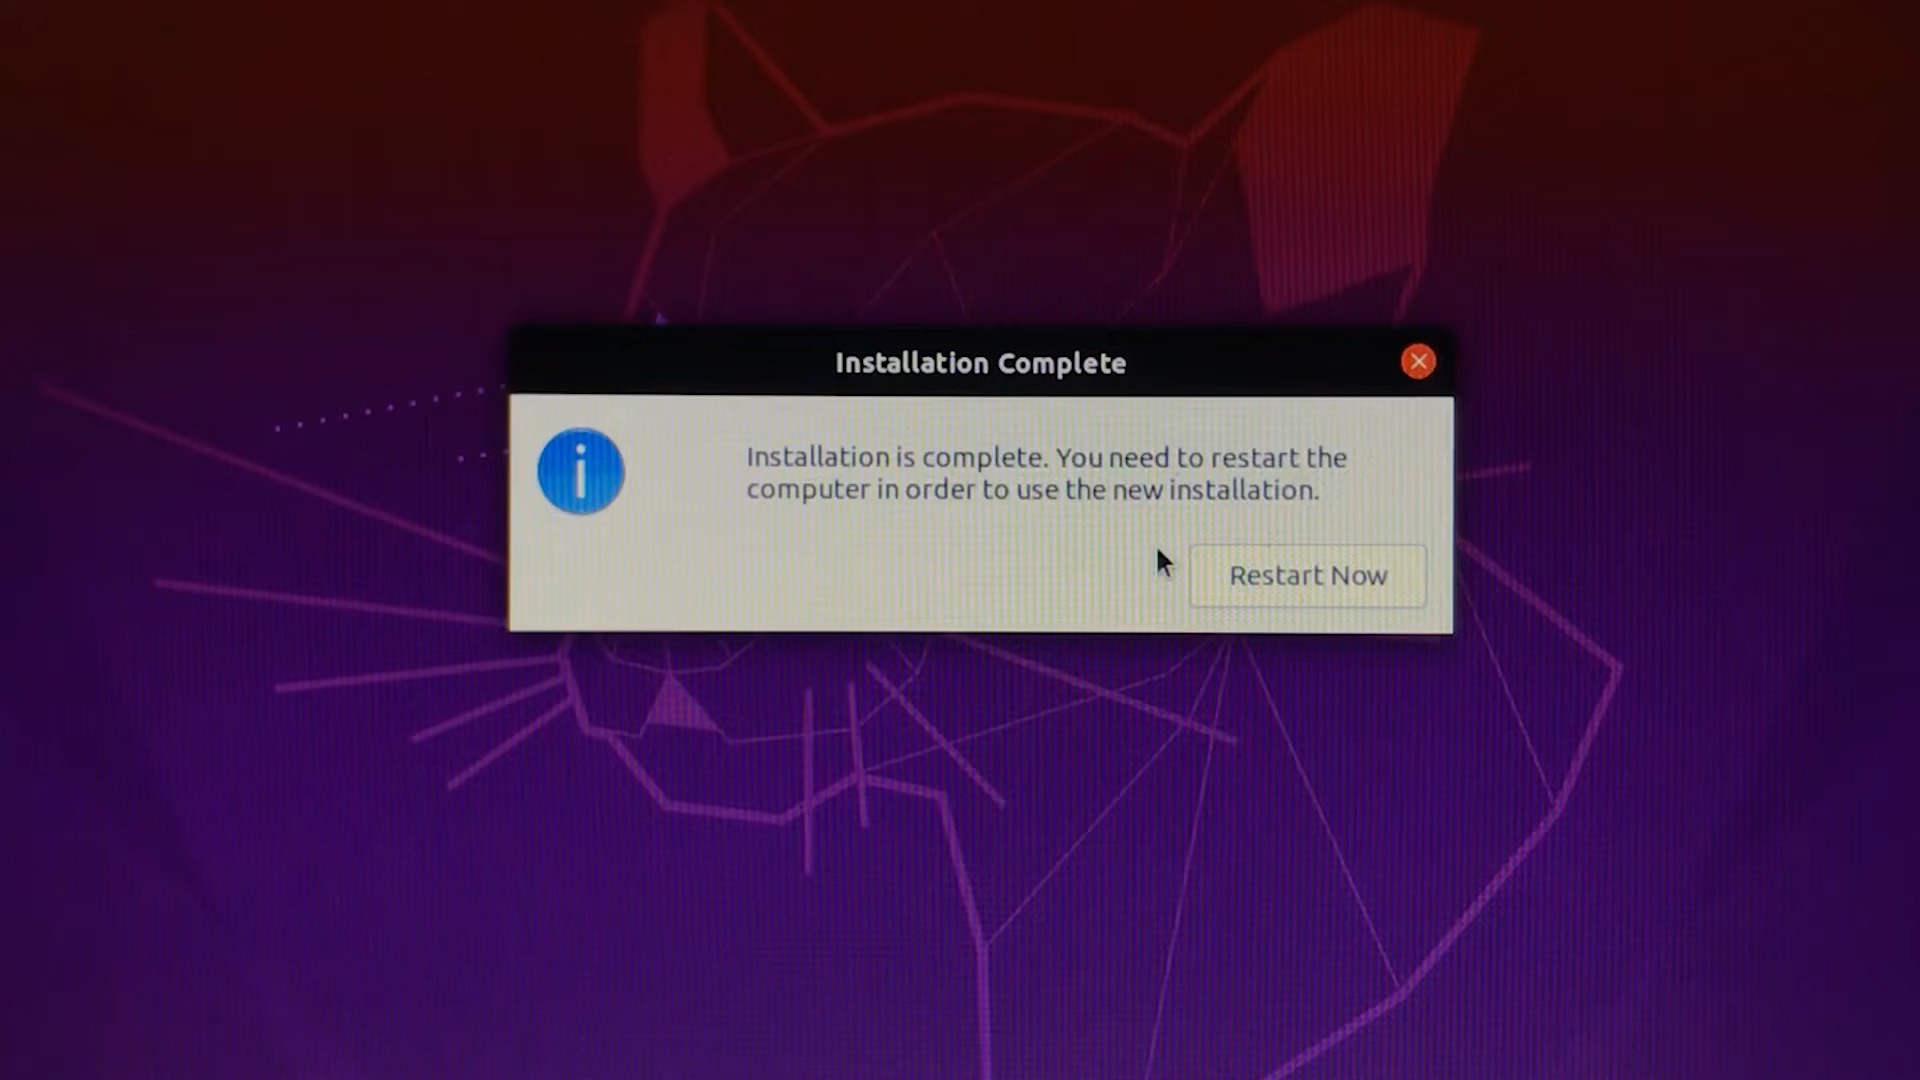 Installation Complete
Installation is complete. You need to restart the
computer in order to use the new installation.
Restart Now